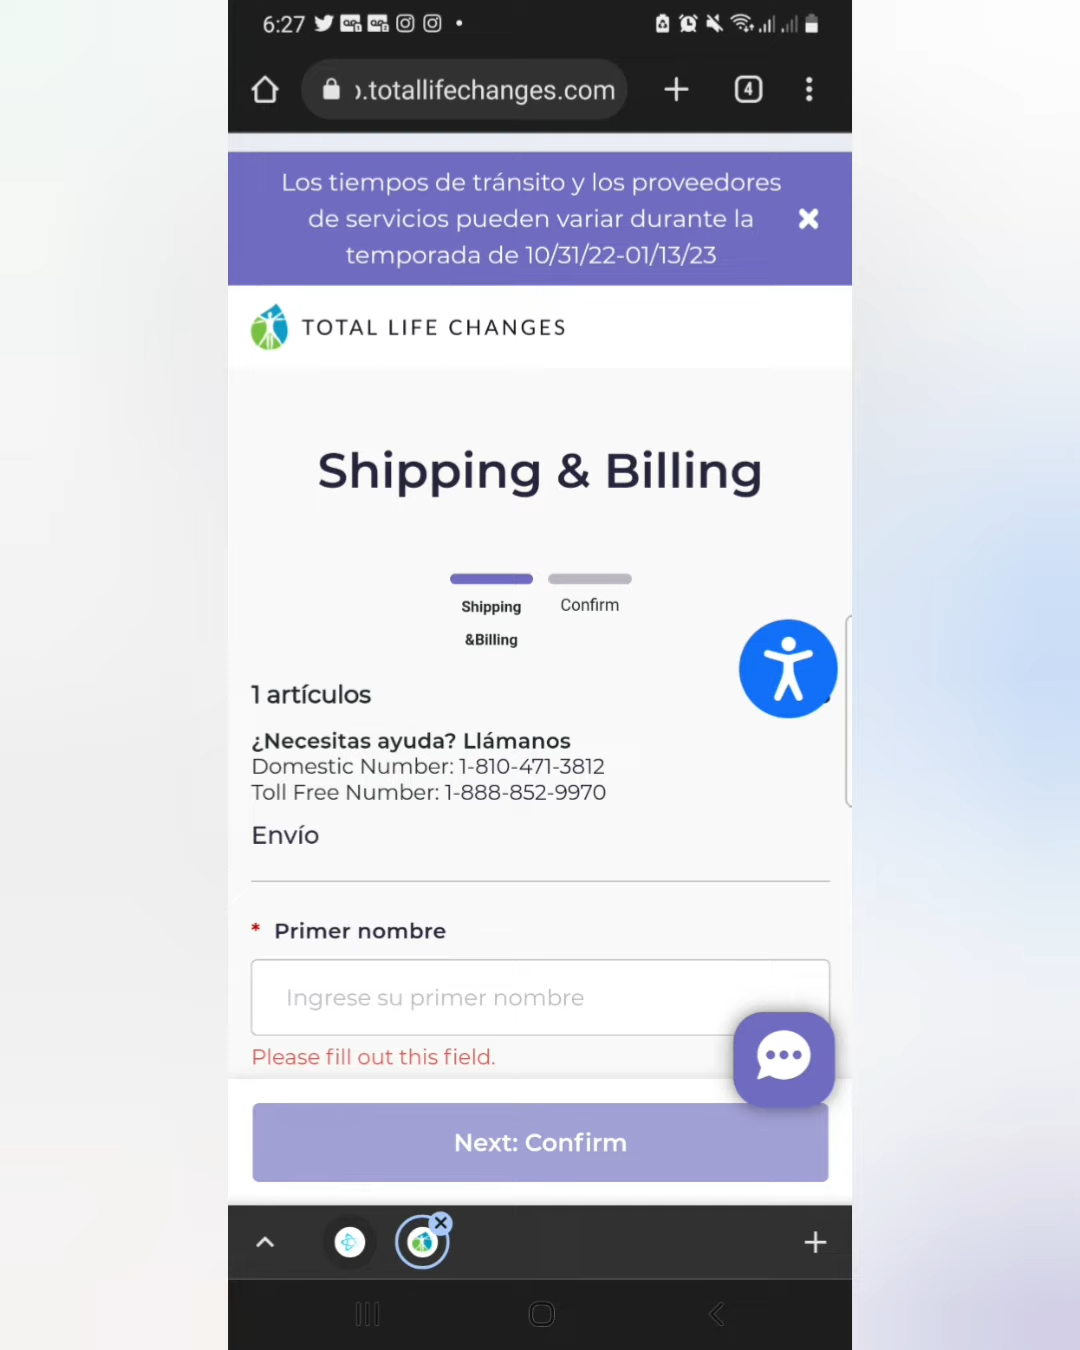 6:27
).totallifechanges.com
4
Los tiempos de tránsito y los proveedores
de servicios pueden variar durante la
temporada de 10/31/22-01/13/23
TOTAL LIFE CHANGES
Shipping & Billing
Shipping
&Billing
Confirm
1 artículos
¿Necesitas ayuda? Llámanos
Domestic Number: 1-810-471-3812
Toll Free Number: 1-888-852-9970
Envío
* Primer nombre
Ingrese su primer nombre
Please fill out this field.
Next: Confirm